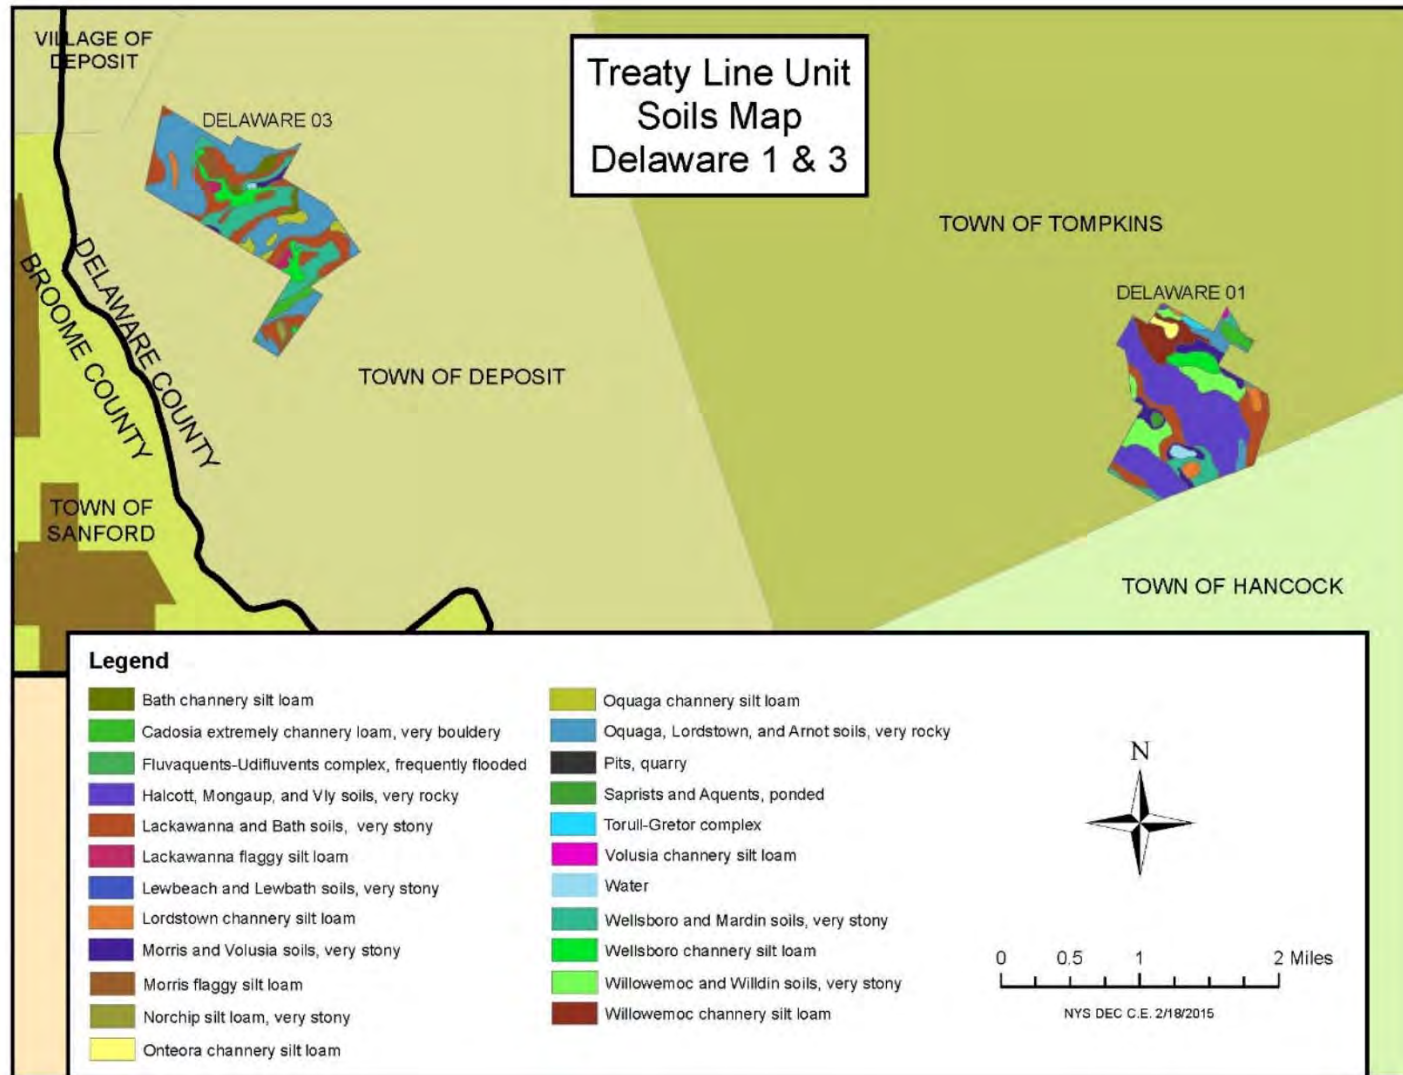 VILLAGE OF
DEPOSIT
Treaty Line Unit
Soils Map
Delaware 1 & 3
DELAWARE 03
TOWN OF TOMPKINS
DELAWARE 01
DELAWARE COUNTY
BROOME COUNTY
TOWN OF DEPOSIT
TOWN OF
SANFORD
TOWN OF HANCOCK
Legend
Bath channery silt loam
Cadosia extremely channery loam, very bouldery
Fluvaquents-Udifluvents complex, frequently flooded
Halcott, Mongaup, and Vly soils, very rocky
Lackawanna and Bath soils, very stony
Lackawanna flaggy silt loam
Lewbeach and Lewbath soils, very stony
Lordstown channery silt loam
Morris and Volusia soils, very stony
Morris flaggy silt loam
Norchip silt loam, very stony
Onteora channery silt loam
Oquaga channery silt loam
Oquaga, Lordstown, and Arnot soils, very rocky
Pits, quarry
Saprists and Aquents, ponded
Torull-Gretor complex
Volusia channery silt loam
Water
Wellsboro and Mardin soils, very stony
Wellsboro channery silt loam
Willowemoc and Willdin soils, very stony
Willowemoc channery silt loam
N
0 0.5 1 2 Miles
NYS DEC C.E. 2/18/2015